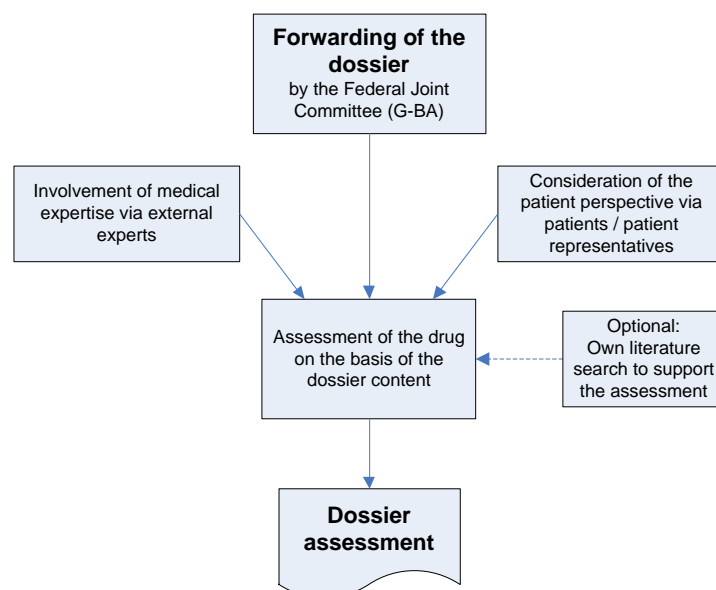 Forwarding of the
dossier
by the Federal Joint
Committee (G-BA)
Involvement of medical
expertise via external
experts
Consideration of the
patient perspective via
patients / patient
representatives
Assessment of the drug
on the basis of the
dossier content
Optional:
Own literature
search to support
the assessment
Dossier
assessment